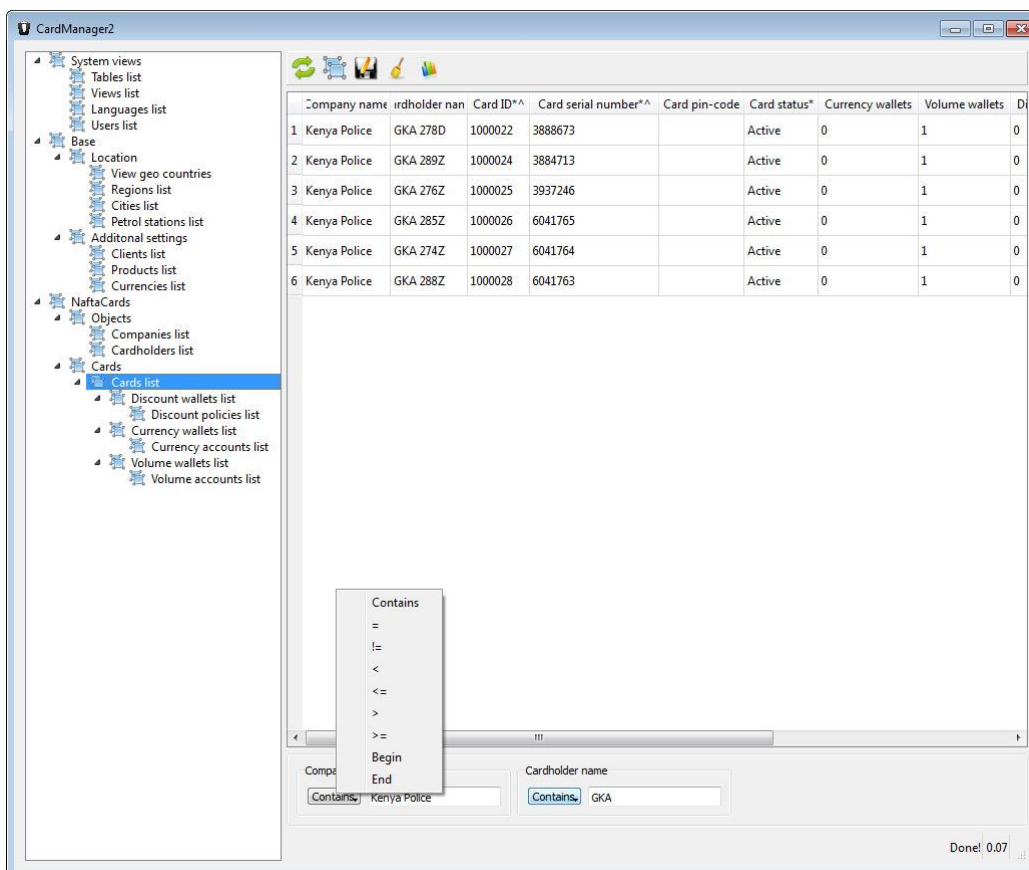 CardManager2
System views
Tables list
Views list
Languages list
Users list
Base
Location
View geo countries
Regions list
Cities list
Petrol stations list
Additonal settings
Clients list
Products list
Currencies list
NaftaCards
Objects
Companies list
Cardholders list
Cards
Cards list
Discount wallets list
Discount policies list
Currency wallets list
Currency accounts list
Volume wallets list
Volume accounts list
Company name ardholder nan Card ID*^ Card serial number*^ Card pin-code Card status* Currency wallets Volume wallets Di
1 Kenya Police GKA 278D 1000022 3888673 Active 0 1 0
2 Kenya Police GKA 289Z 1000024 3884713 Active 0 1 0
3 Kenya Police GKA 276Z 1000025 3937246 Active 0 1 0
4 Kenya Police GKA 285Z 1000026 6041765 Active 0 1 0
5 Kenya Police GKA 274Z 1000027 6041764 Active 0 1 0
6 Kenya Police GKA 288Z 1000028 6041763 Active 0 1 0
Contains
=
!=
<
<=
>
>=
Begin
End
Compa Cardholder name
Contains Kenya Police Contains GKA
Done! 0.07